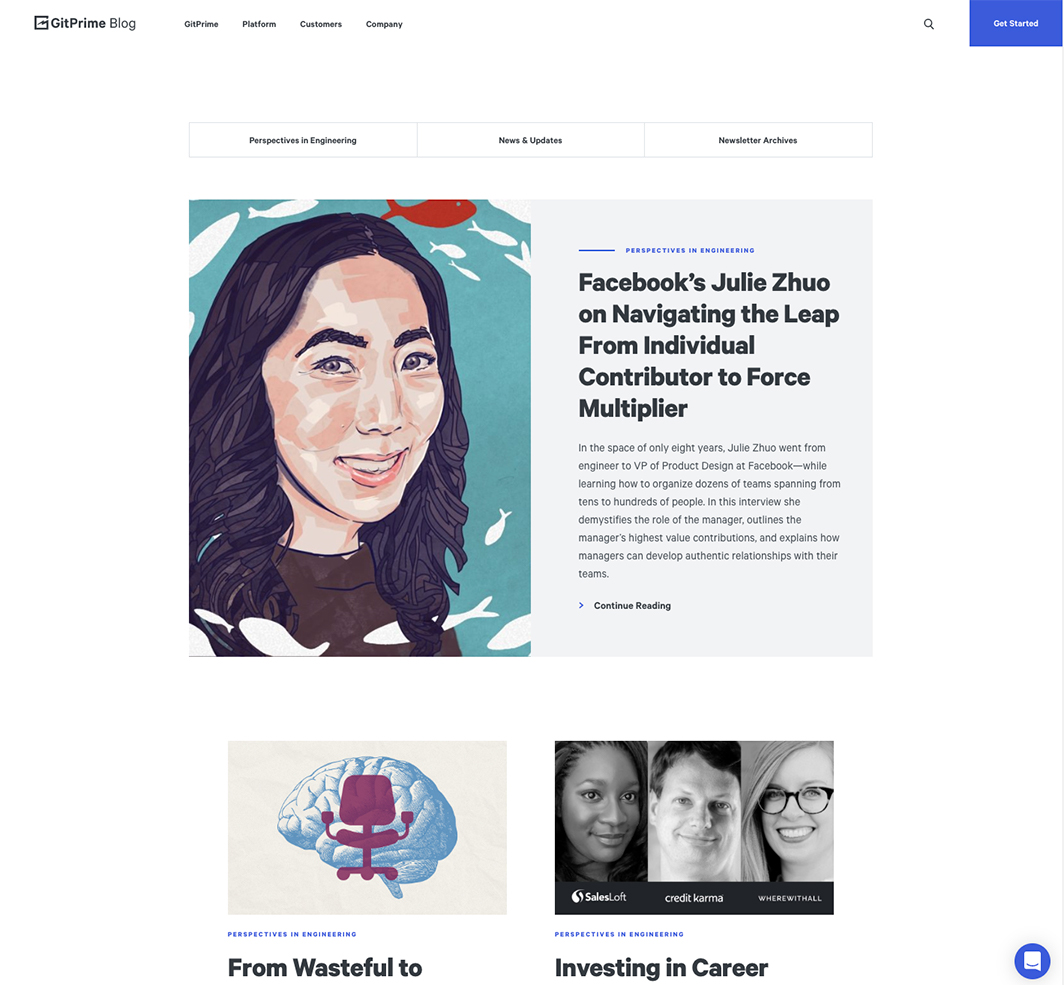 GitPrime Blog
GitPrime Platform Customers Company
Get Started
Perspectives in Engineering
News & Updates
Newsletter Archives
PERSPECTIVES IN ENGINEERING
Facebook’s Julie Zhuo
on Navigating the Leap
From Individual
Contributor to Force
Multiplier
In the space of only eight years, Julie Zhuo went from
engineer to VP of Product Design at Facebook—while
learning how to organize dozens of teams spanning from
tens to hundreds of people. In this interview she
demystifies the role of the manager, outlines the
manager’s highest value contributions, and explains how
managers can develop authentic relationships with their
teams.
Continue Reading
SalesLoft
credit karma
WHEREWITHALL
PERSPECTIVES IN ENGINEERING
From Wasteful to
PERSPECTIVES IN ENGINEERING
Investing in Career